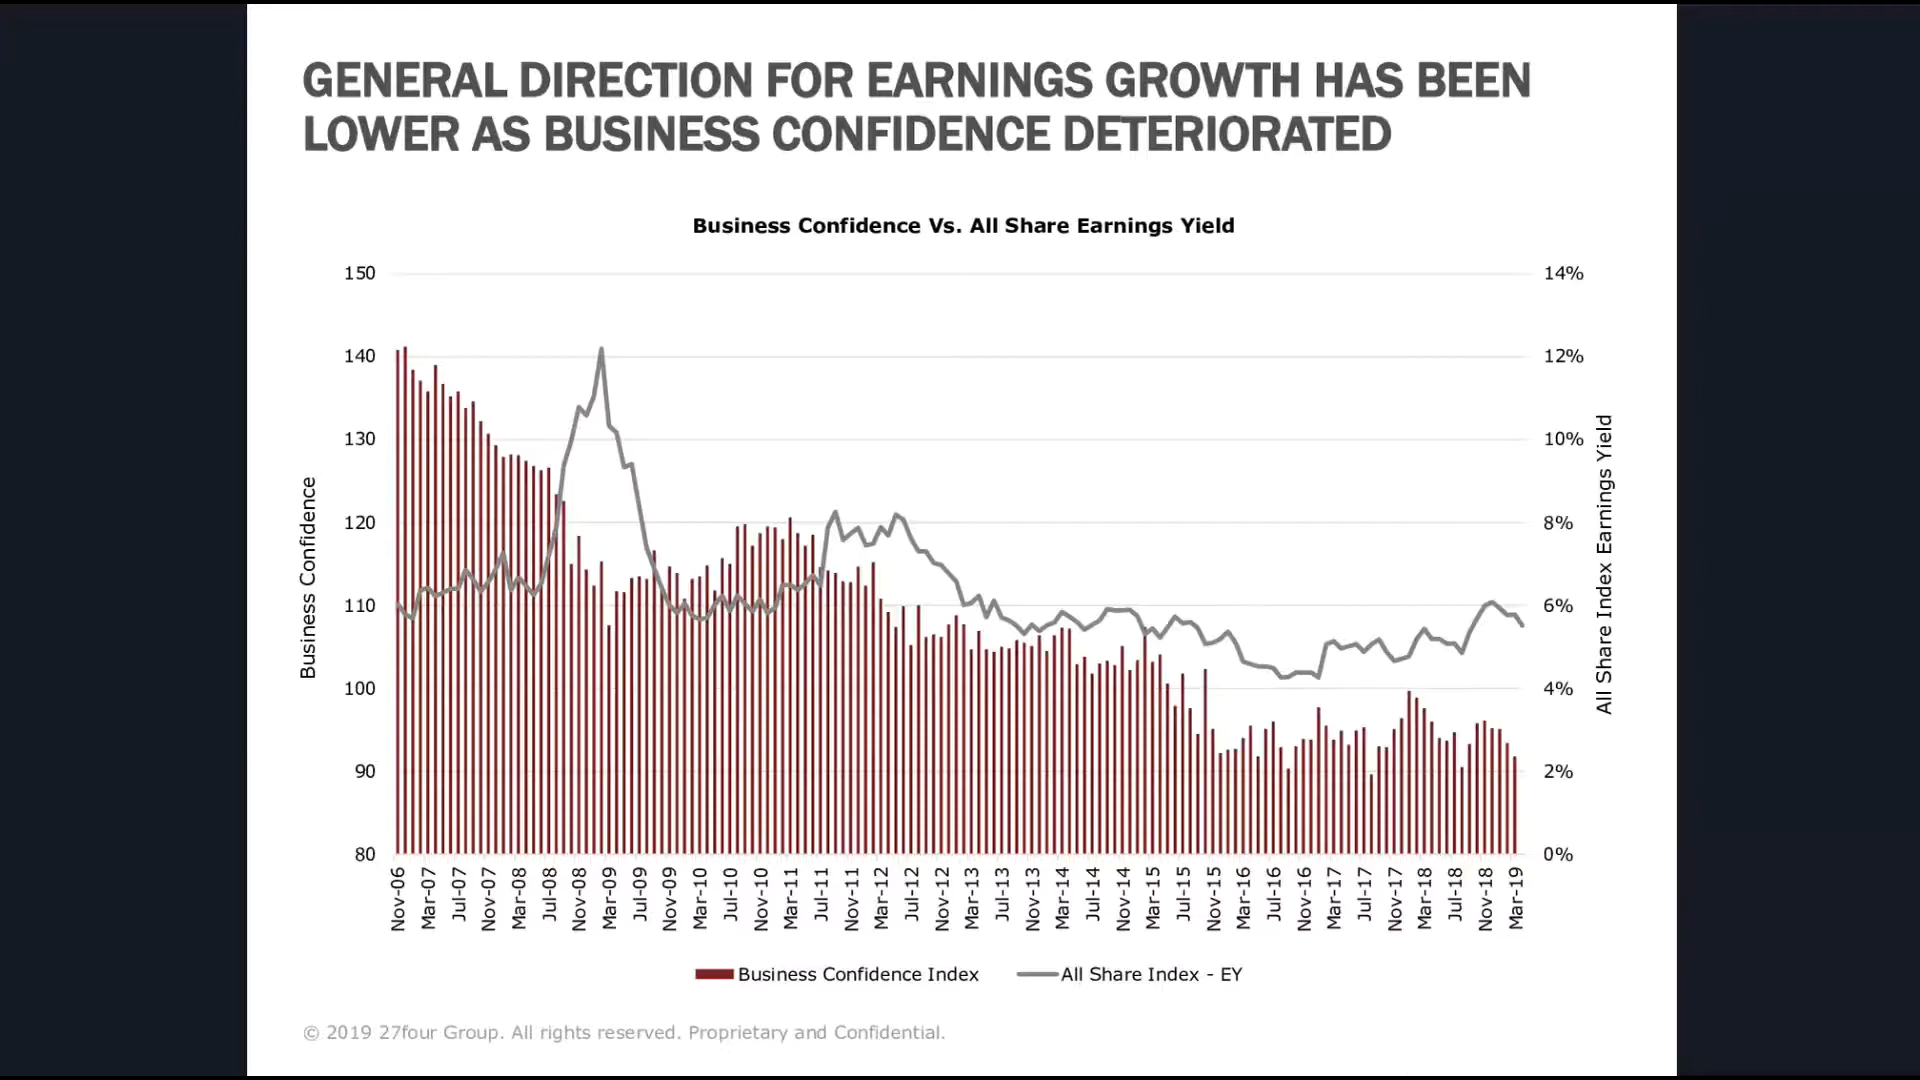 GENERAL DIRECTION FOR EARNINGS GROWTH HAS BEEN
LOWER AS BUSINESS CONFIDENCE DETERIORATED
Business Confidence Vs. All Share Earnings Yield
150
140
130
120
110
100
90
80
Business Confidence
14%
12%
10%
8%
6%
4%
2%
0%
All Share Index Earnings Yield
Nov-06
Mar-07
Jul-07
Nov-07
Mar-08
Jul-08
Nov-08
Mar-09
Jul-09
Nov-09
Mar-10
Jul-10
Nov-10
Mar-11
Jul-11
Nov-11
Mar-12
Jul-12
Nov-12
Mar-13
Jul-13
Nov-13
Mar-14
Jul-14
Nov-14
Mar-15
Jul-15
Nov-15
Mar-16
Jul-16
Nov-16
Mar-17
Jul-17
Nov-17
Mar-18
Jul-18
Nov-18
Mar-19
Business Confidence Index
All Share Index - EY
© 2019 27four Group. All rights reserved. Proprietary and Confidential.